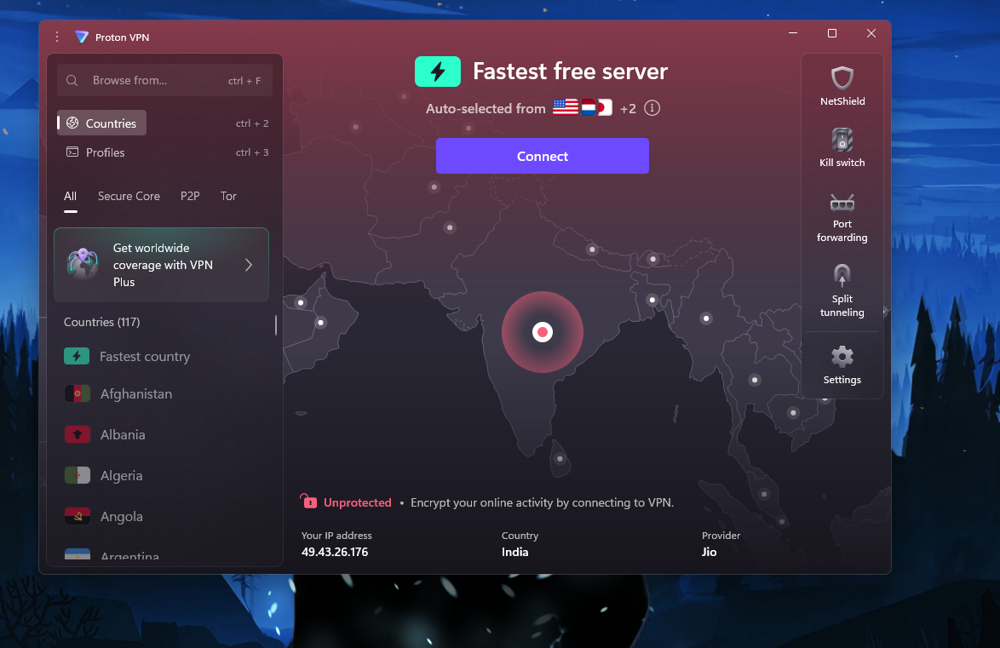 Proton VPN
Browse from...
ctrl + F
Countries
ctrl + 2
Profiles
ctrl + 3
All
Secure Core
P2P
Tor
Get worldwide
coverage with VPN
Plus
Countries (117)
Fastest country
Afghanistan
Albania
Algeria
Angola
Argentina
Fastest free server
Auto-selected from +2
Connect
Unprotected • Encrypt your online activity by connecting to VPN.
Your IP address
49.43.26.176
Country
India
Provider
Jio
NetShield
Kill switch
Port
forwarding
Split
tunneling
Settings